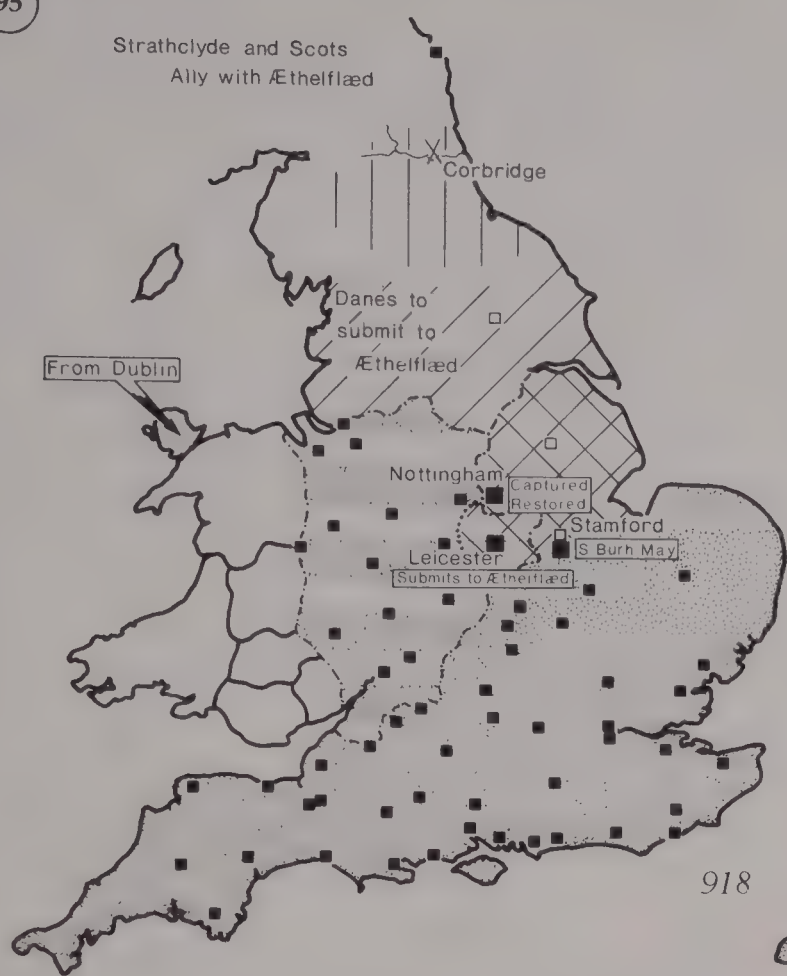 95
Strathclyde and Scots
Ally with Æthelflæd
Corbridge
Danes to
submit to
Æthelflæd
From Dublin
Nottingham
Captured
Restored
Stamford
S Burh May
Leicester
Submits to Æthelflæd
918